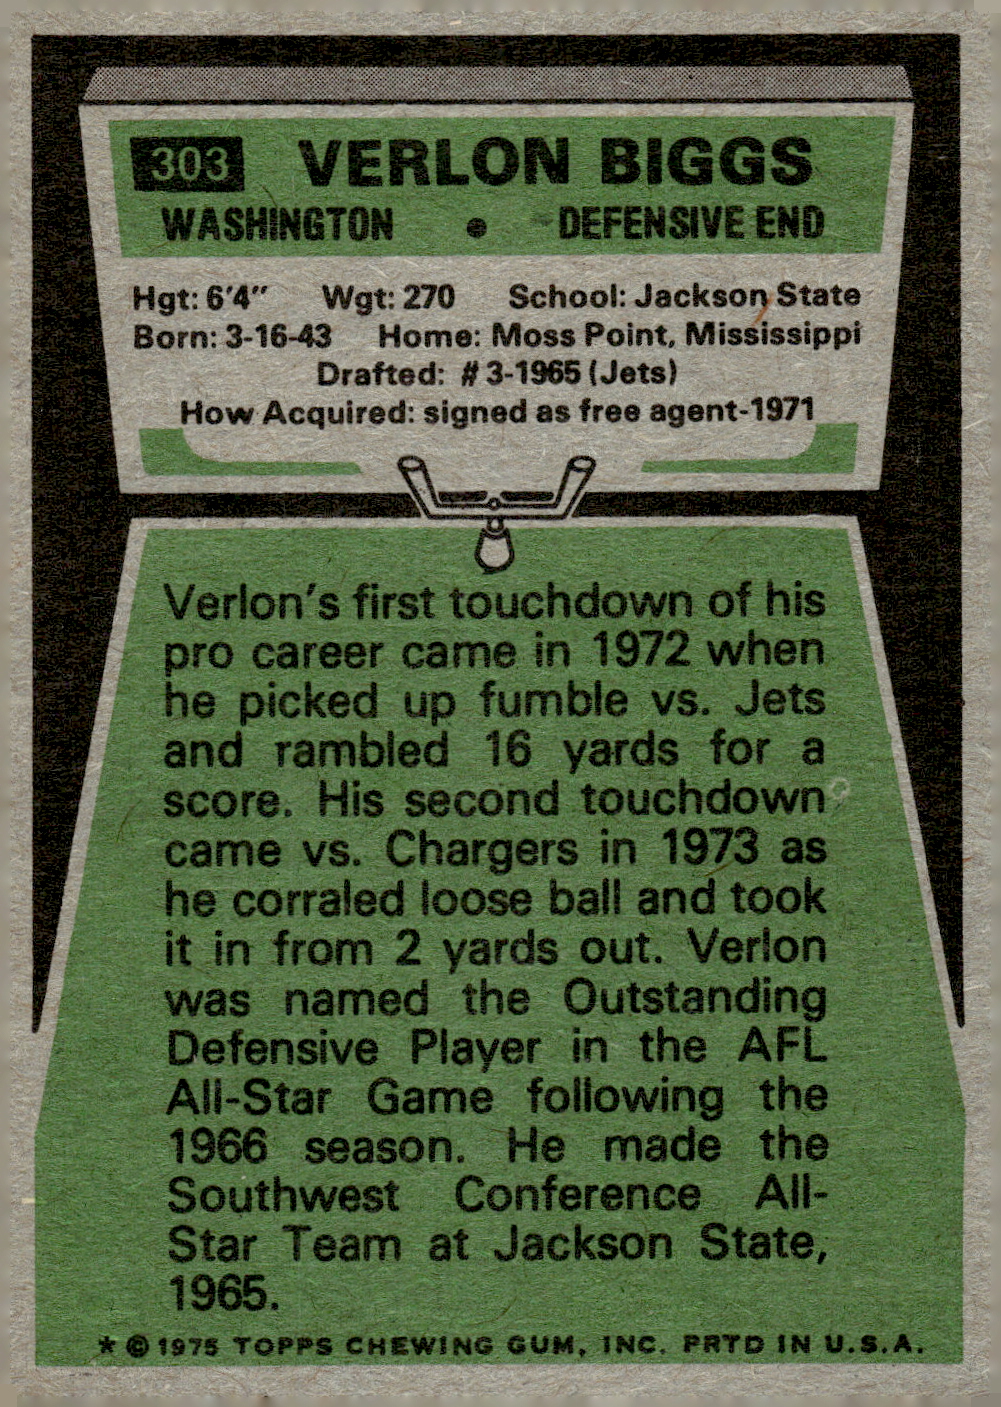 303 VERLON BIGGS
WASHINGTON • DEFENSIVE END
Hgt: 6'4" Wgt: 270 School: Jackson State
Born: 3-16-43 Home: Moss Point, Mississippi
Drafted: #3-1965 (Jets)
How Acquired: signed as free agent-1971
Verlon's first touchdown of his
pro career came in 1972 when
he picked up fumble vs. Jets
and rambled 16 yards for a
score. His second touchdown
came vs. Chargers in 1973 as
he corraled loose ball and took
it in from 2 yards out. Verlon
was named the Outstanding
Defensive Player in the AFL
All-Star Game following the
1966 season. He made the
Southwest Conference All-
Star Team at Jackson State,
1965.
* © 1975 TOPPS CHEWING GUM, INC. PRTD IN U.S.A.